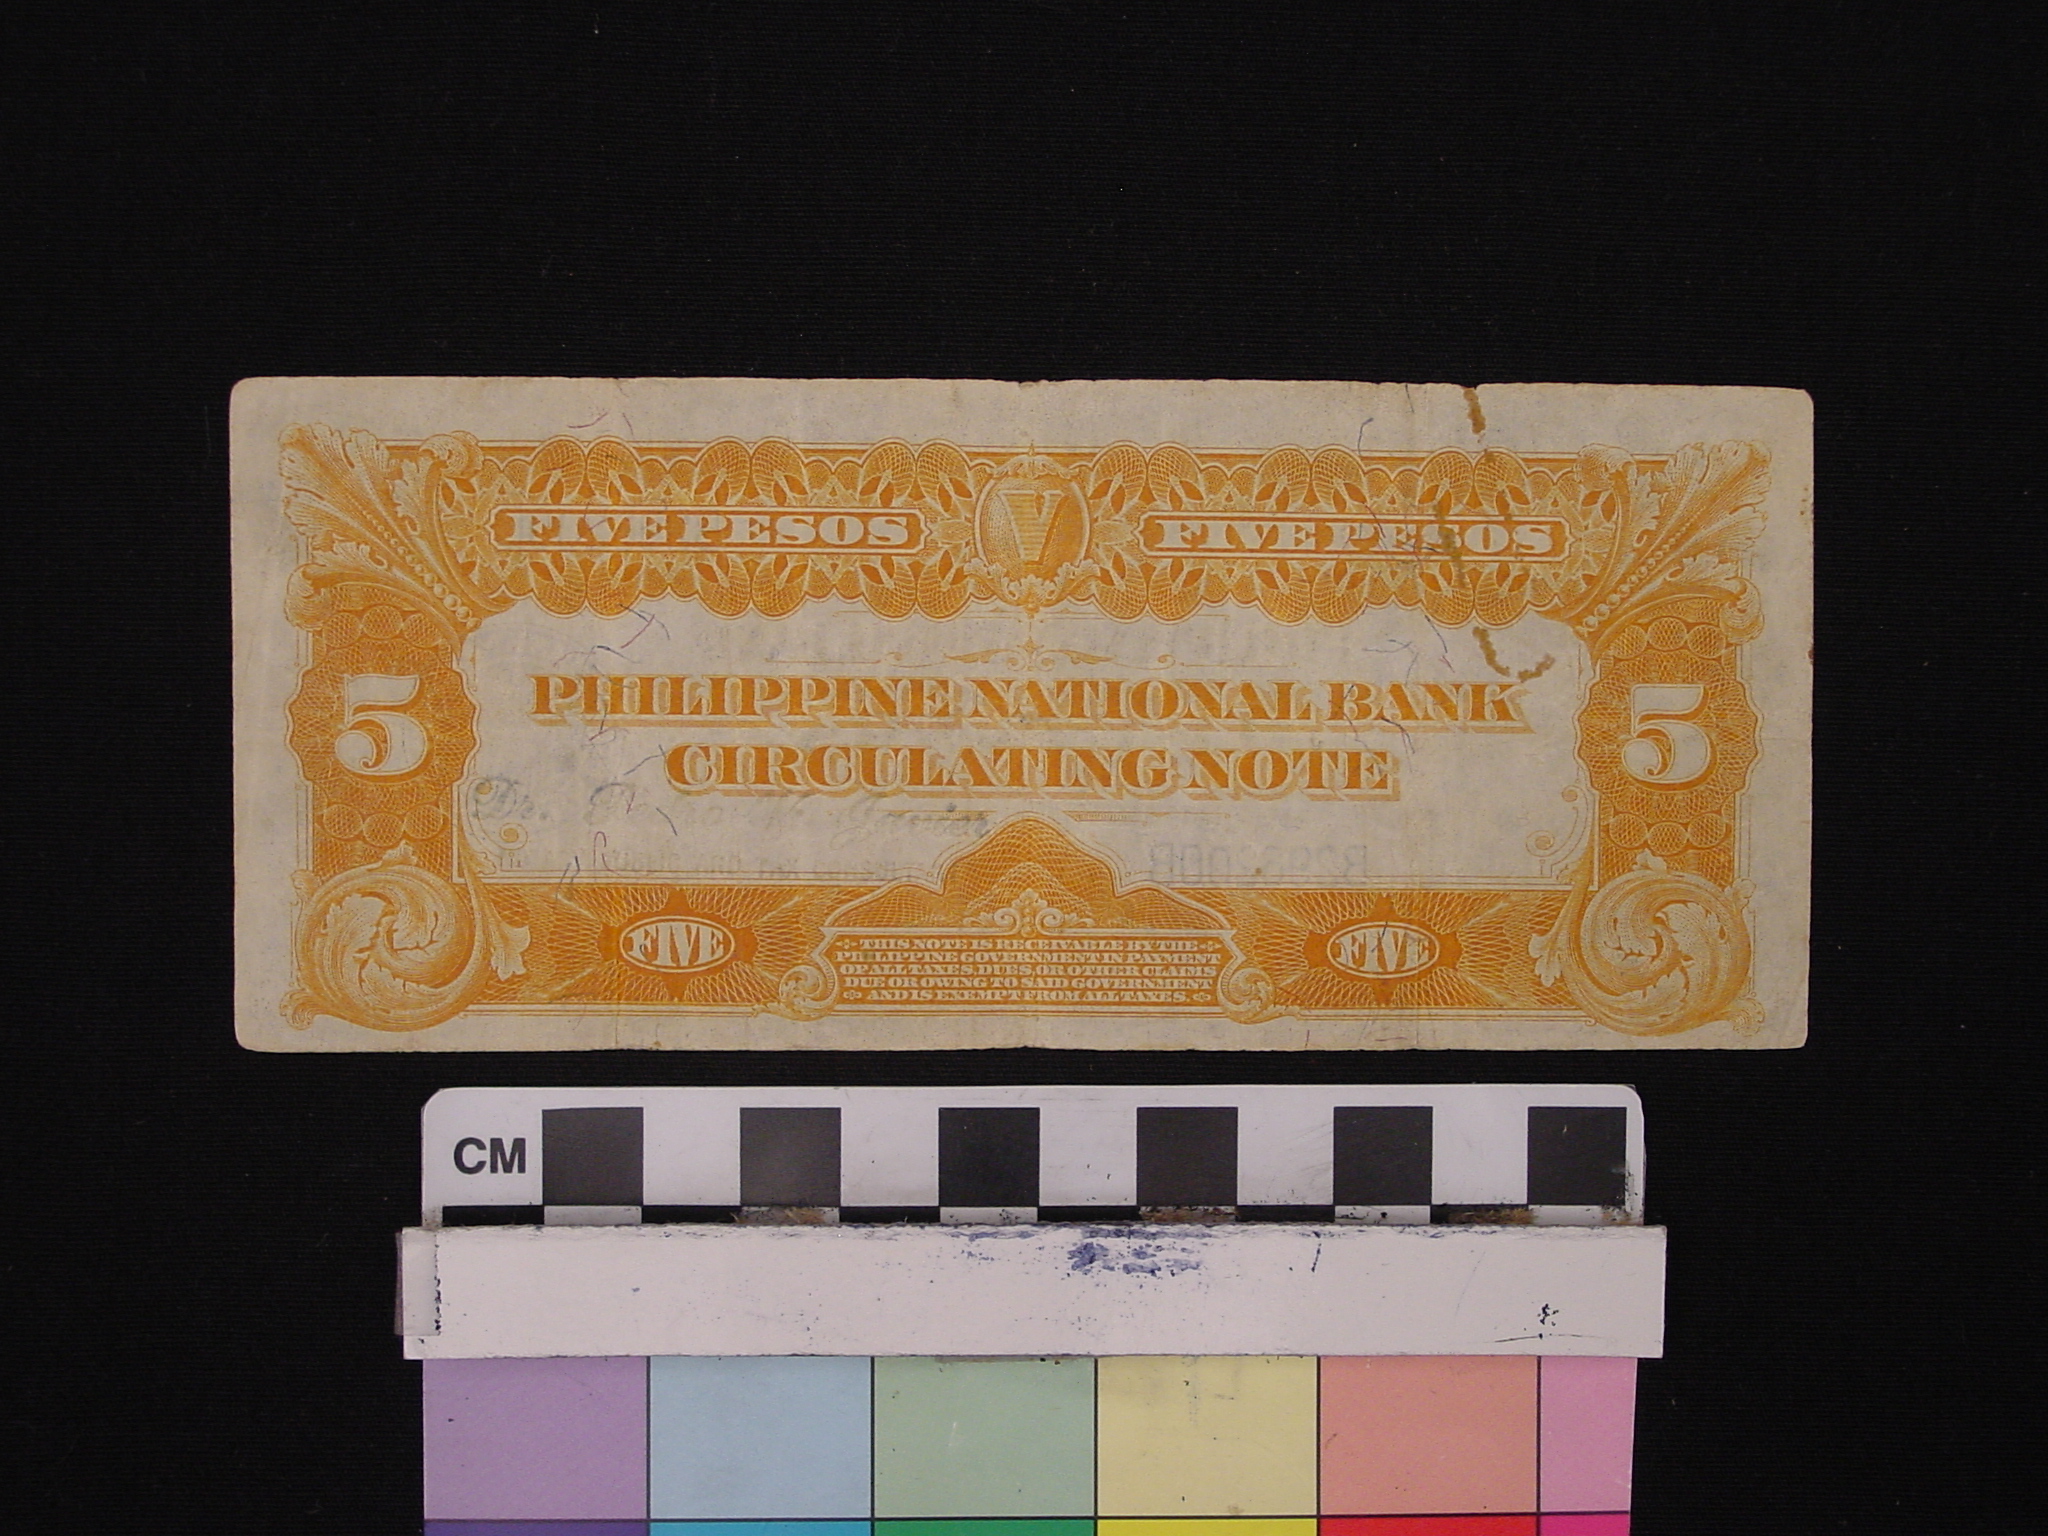 FIVE PESOS V FIVE PESOS
5 5
PHILIPPINE NATIONAL BANK
CIRCULATING NOTE
Dr.
FIVE FIVE
THIS NOTE IS RECEIVABLE BY THE
PHILIPPINE GOVERNMENT IN PAYMENT
OF ALL TAXES, DUES, OR OTHER CLAIMS
DUE OR OWING TO SAID GOVERNMENT
AND IS EXEMPT FROM ALL TAXES.
CM